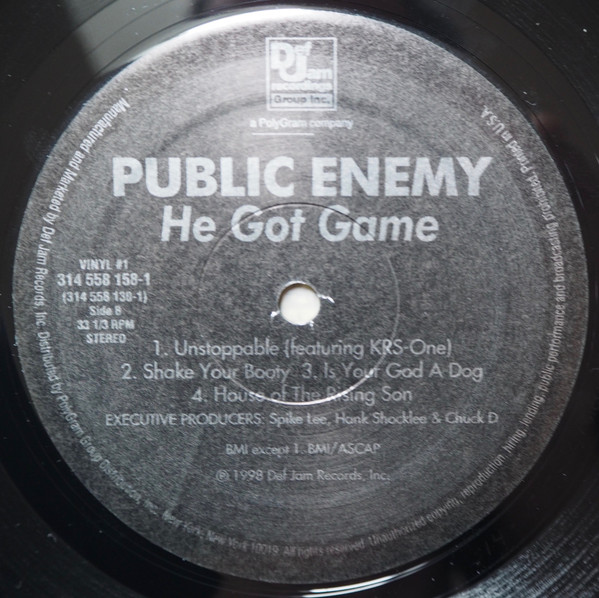 Def
Jam
Group Inc.
a PolyGram company
PUBLIC ENEMY
He Got Game
VINYL #1
314 558 158-1
(314 558 130-1)
Side B
33 1/3 RPM
STEREO
1. Unstoppable (featuring KRS-One)
2. Shake Your Booty 3. Is Your God A Dog
4. House of The Rising Son
EXECUTIVE PRODUCERS: Spike Lee, Hank Shocklee & Chuck D
BMI except 1. BMI/ASCAP
℗ 1998 Def Jam Records, Inc.
Manufactured and Marketed by Def Jam Records, Inc. Distributed by PolyGram Group Distribution, Inc., New York, New York 10019. All rights reserved. Unauthorized copying, reproduction, hiring, lending, public performance and broadcasting prohibited. Printed in U.S.A.